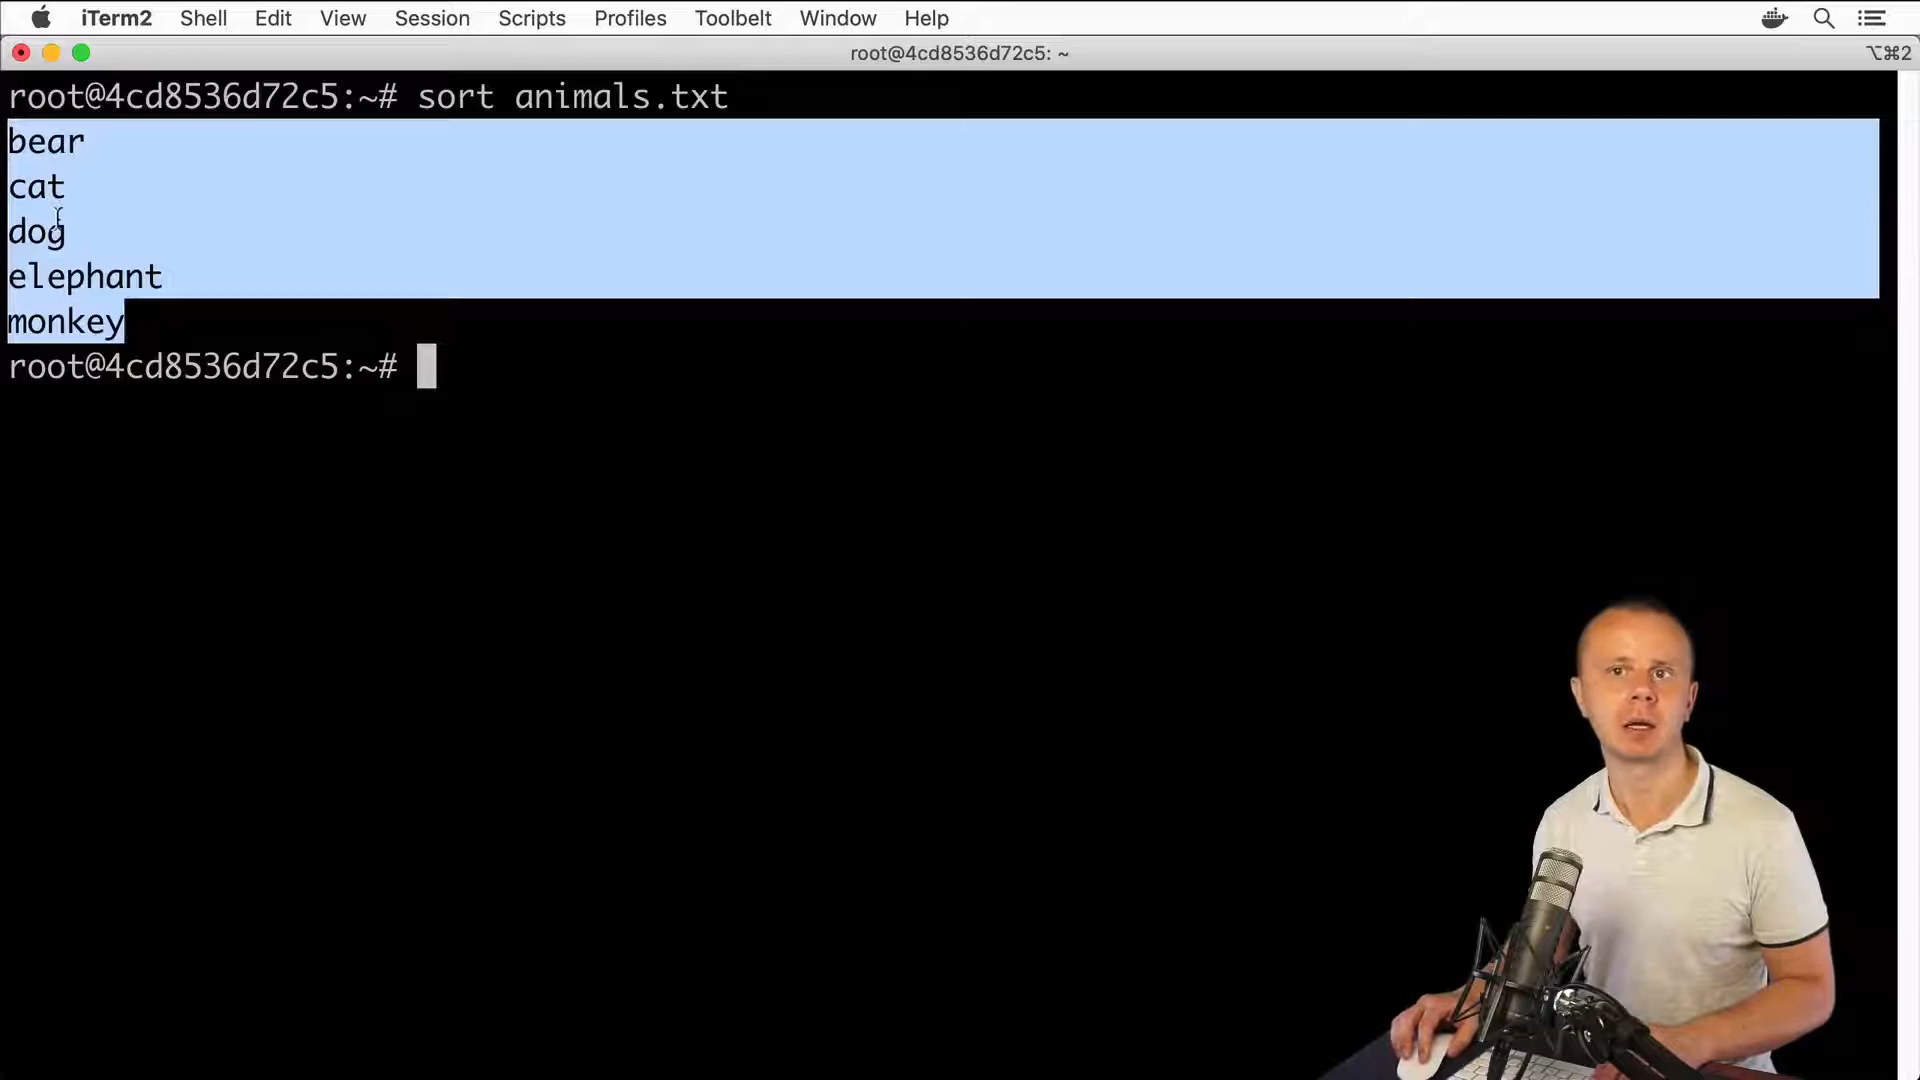 iTerm2 Shell Edit View Session Scripts Profiles Toolbelt Window Help
root@4cd8536d72c5: ~ ⌥⌘2
root@4cd8536d72c5:~# sort animals.txt
bear
cat
dog
elephant
monkey
root@4cd8536d72c5:~#